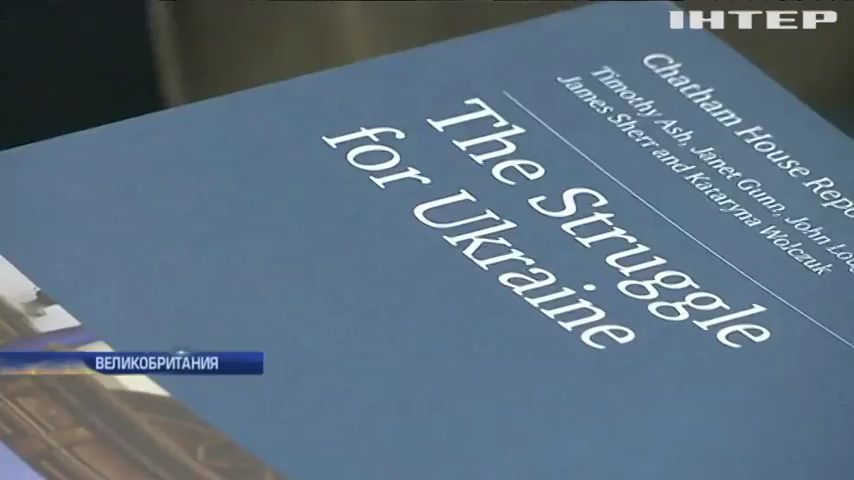 ІНТЕР
Chatham House
Timothy Ash, Janet Gunn, John
James Sherr and Kataryna Wolczuk
The Struggle
for Ukraine
ВЕЛИКОБРИТАНИЯ